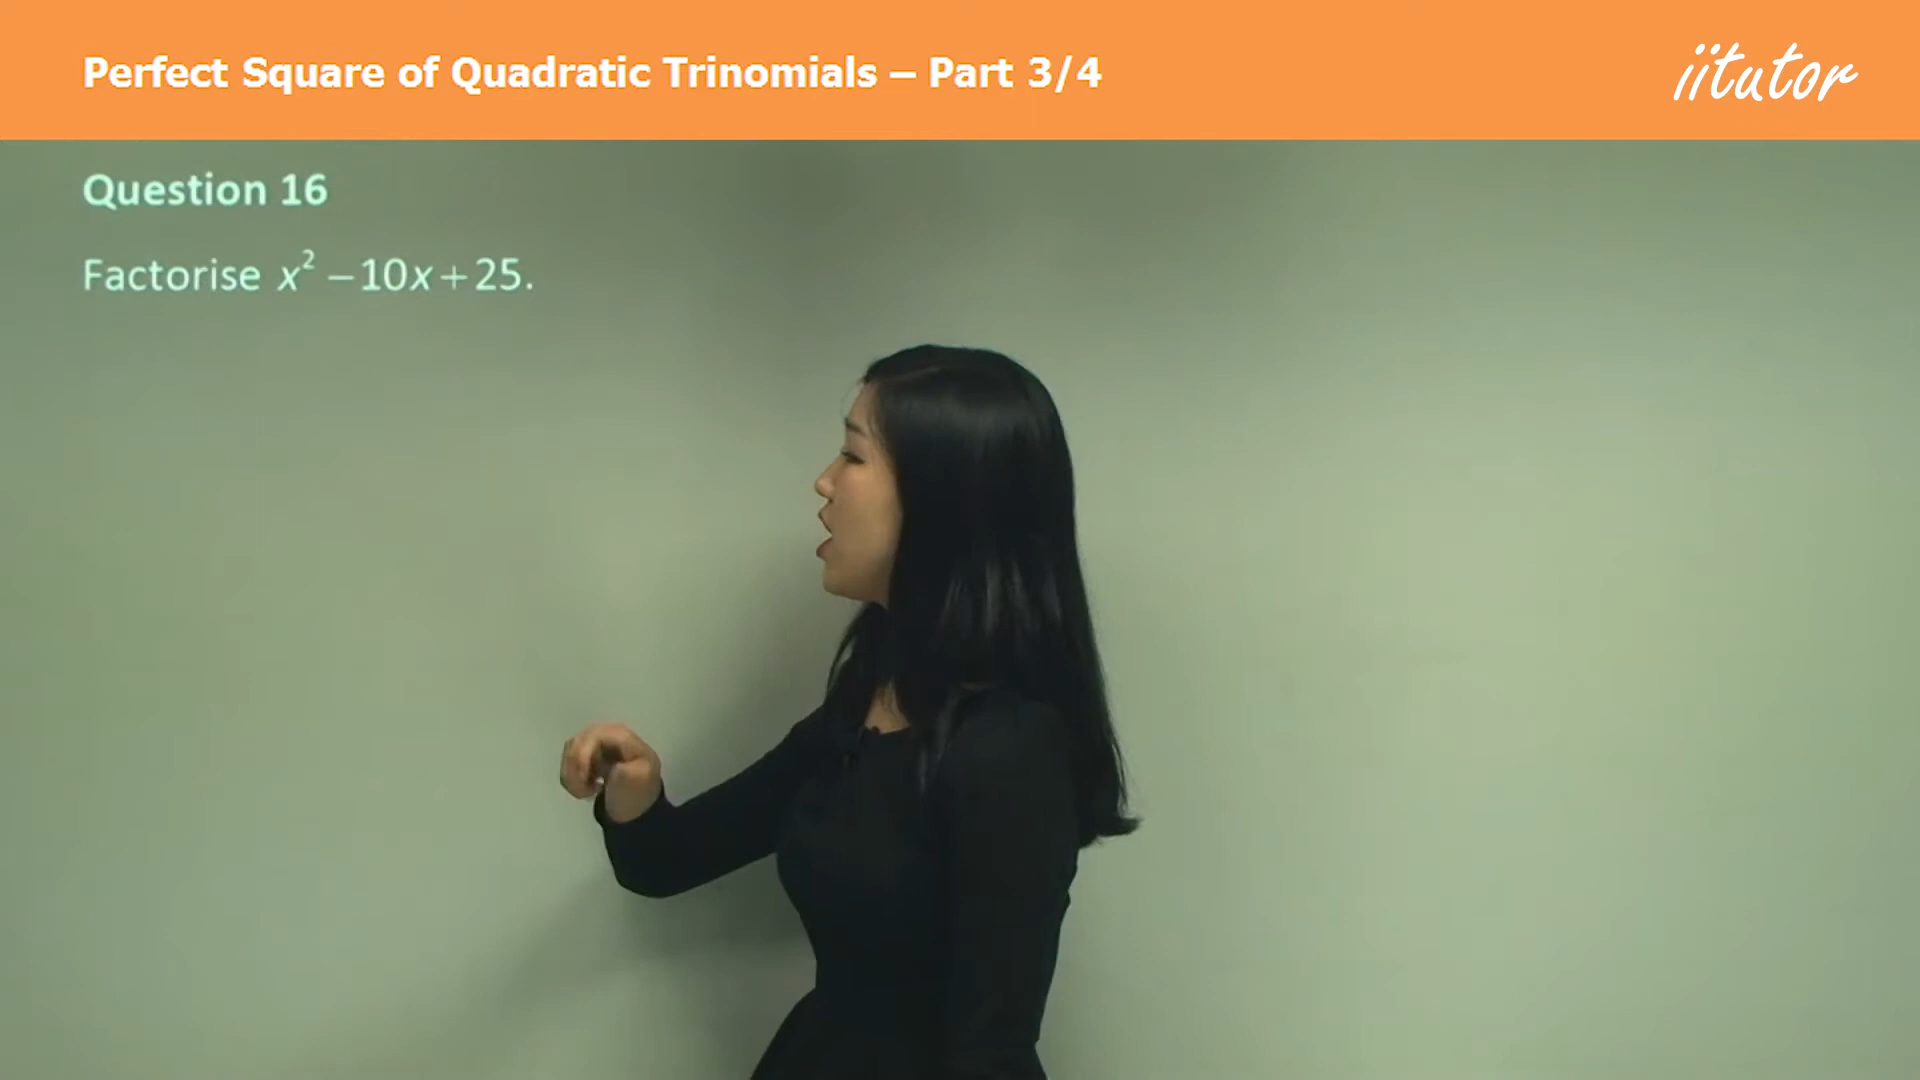 Perfect Square of Quadratic Trinomials – Part 3/4
iitutor
Question 16
Factorise x² – 10x + 25.